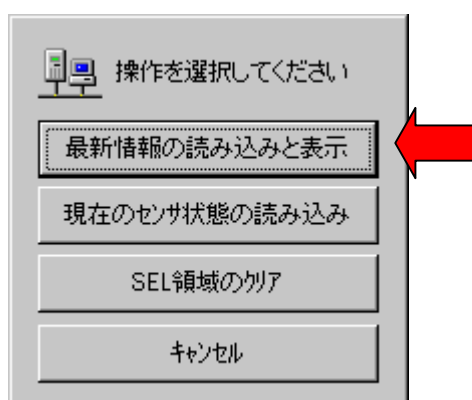 操作を選択してください
最新情報の読み込みと表示
現在のセンサ状態の読み込み
SEL領域のクリア
キャンセル